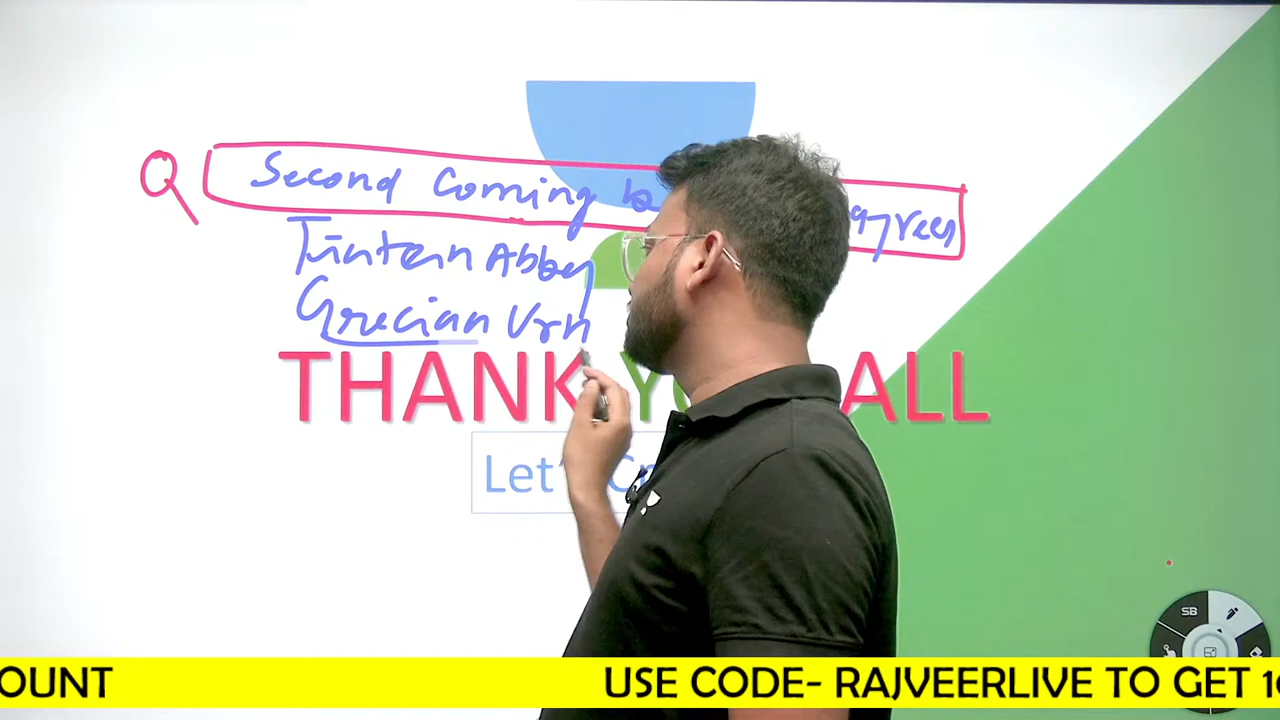 Q Second Coming
Tintern Abbey
Grecian Urn
THANK ALL
Let's
SB
OUNT USE CODE- RAJVEERLIVE TO GET